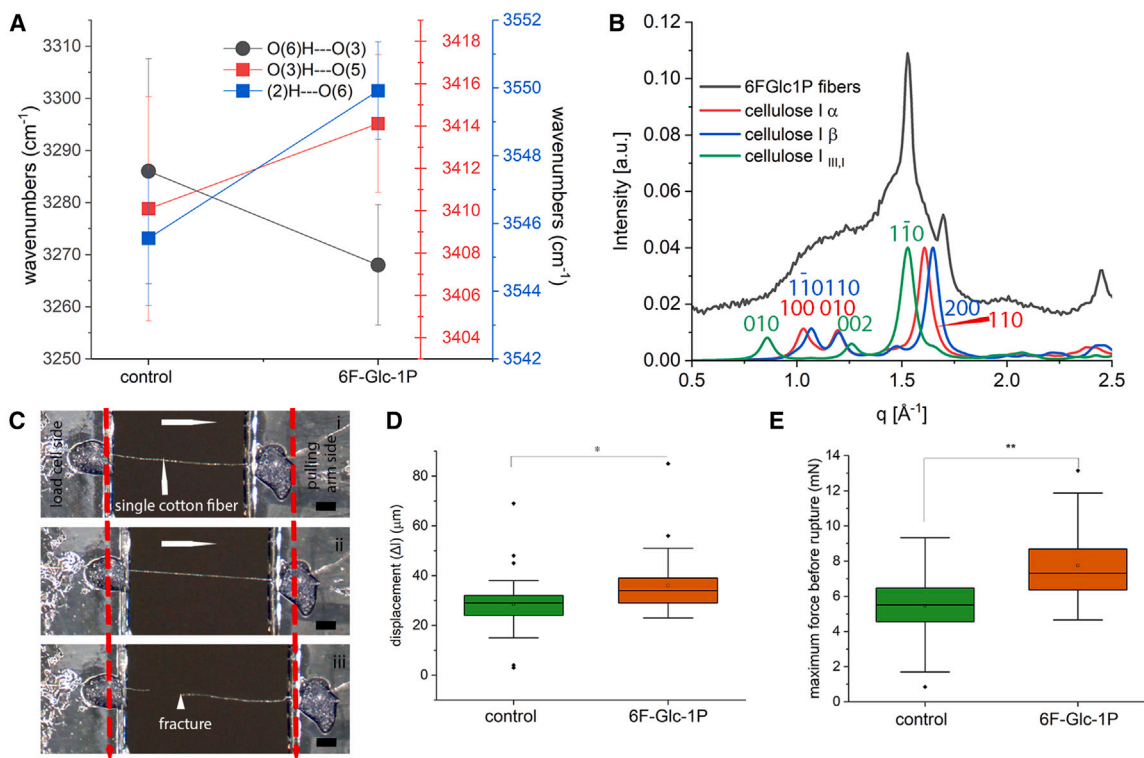 A
wavenumbers (cm-1)
3310
3300
3290
3280
3270
3260
3250
control
6F-Glc-1P
O(6)H---O(3)
O(3)H---O(5)
(2)H---O(6)
3418
3416
3414
3412
3410
3408
3406
3404
wavenumbers (cm-1)
3552
3550
3548
3546
3544
3542
wavenumbers (cm-1)
B
Intensity [a.u.]
0.12
0.10
0.08
0.06
0.04
0.02
0.00
6FGlc1P fibers
cellulose I α
cellulose I β
cellulose I III,I
11̄0
11̄0 110
100 010
010
002
200
110
0.5
1.0
1.5
2.0
2.5
q [Å-1]
C
load cell side
i
pulling
arm side
single cotton fiber
ii
iii
fracture
D
displacement (Δl) (μm)
80
60
40
20
0
*
control
6F-Glc-1P
E
maximum force before rupture (mN)
14
12
10
8
6
4
2
0
**
control
6F-Glc-1P